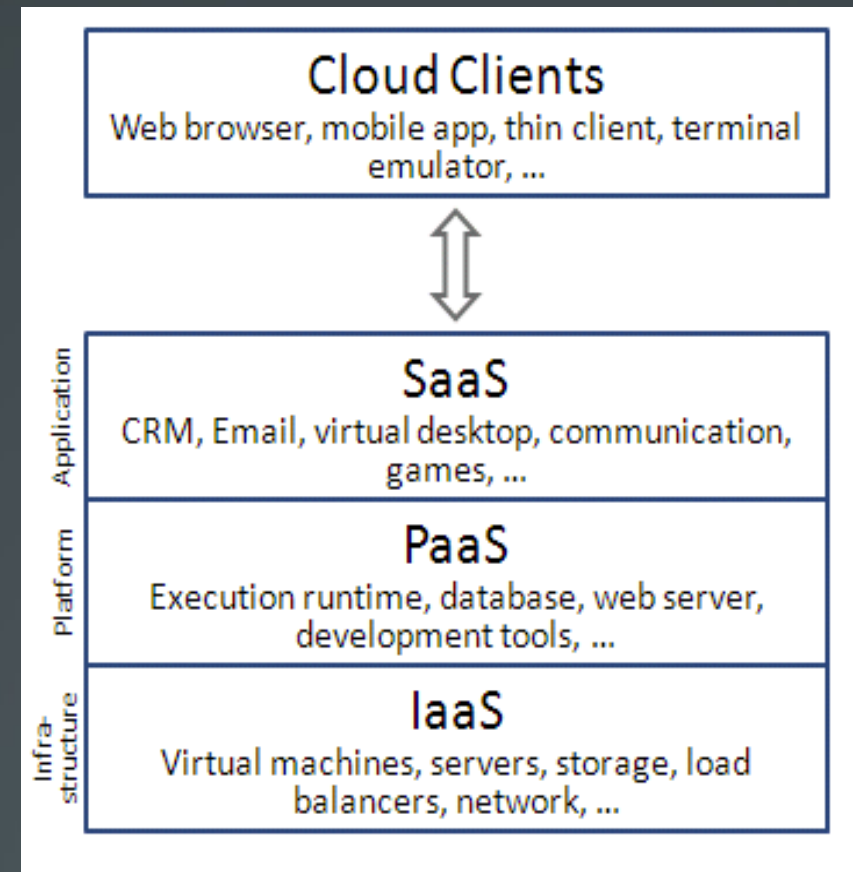 Cloud Clients
Web browser, mobile app, thin client, terminal
emulator, ...
Application
SaaS
CRM, Email, virtual desktop, communication,
games, ...
Platform
PaaS
Execution runtime, database, web server,
development tools, ...
Infra-
structure
IaaS
Virtual machines, servers, storage, load
balancers, network, ...